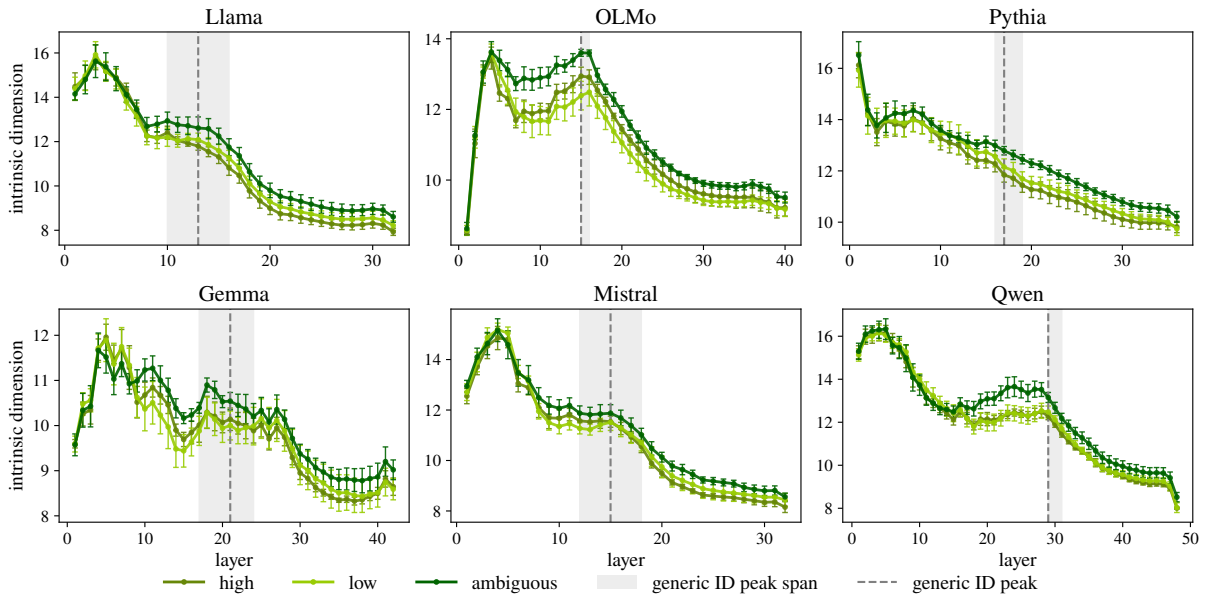 Llama OLMo Pythia
intrinsic dimension
16
14
12
10
8
0 10 20 30
14
12
10
0 10 20 30 40
16
14
12
10
0 10 20 30
Gemma Mistral Qwen
intrinsic dimension
12
11
10
9
8
0 10 20 30 40
layer
14
12
10
8
0 10 20 30
layer
16
14
12
10
8
0 10 20 30 40 50
layer
high low ambiguous generic ID peak span generic ID peak